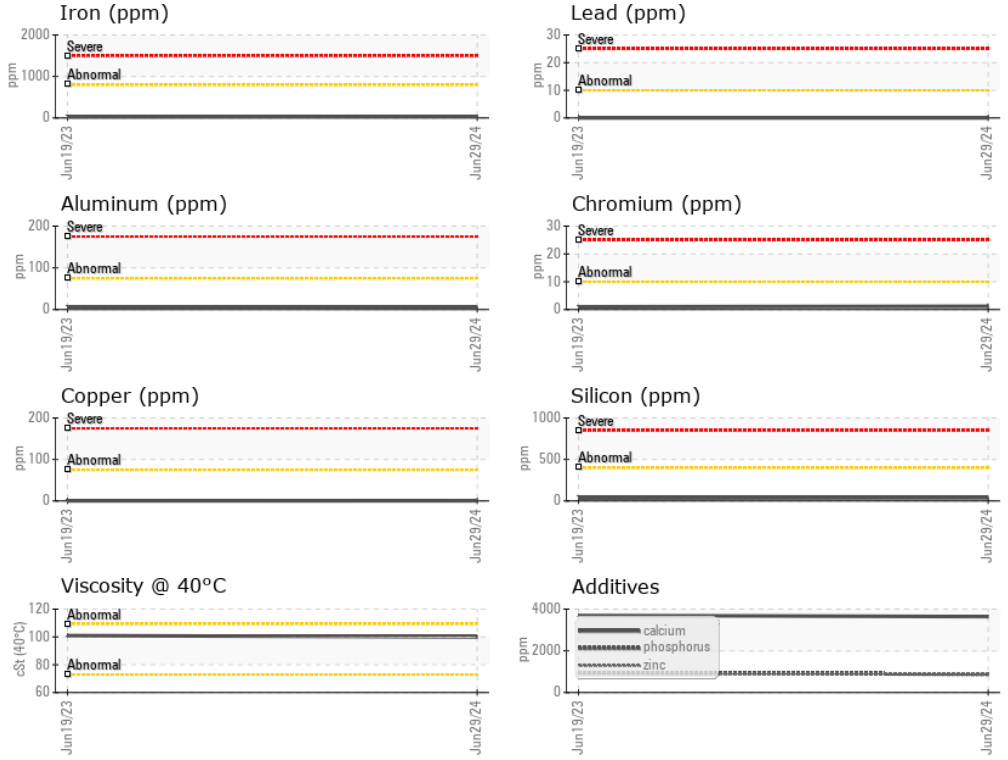 Iron (ppm)
2000
1000
0
ppm
Severe
Abnormal
Jun19/23
Jun29/24
Lead (ppm)
30
20
10
0
ppm
Severe
Abnormal
Jun19/23
Jun29/24
Aluminum (ppm)
200
100
0
ppm
Severe
Abnormal
Jun19/23
Jun29/24
Chromium (ppm)
30
20
10
0
ppm
Severe
Abnormal
Jun19/23
Jun29/24
Copper (ppm)
200
100
0
ppm
Severe
Abnormal
Jun19/23
Jun29/24
Silicon (ppm)
1000
500
0
ppm
Severe
Abnormal
Jun19/23
Jun29/24
Viscosity @ 40°C
120
100
80
60
cSt (40°C)
Abnormal
Abnormal
Jun19/23
Jun29/24
Additives
4000
2000
0
ppm
calcium
phosphorus
zinc
Jun19/23
Jun29/24